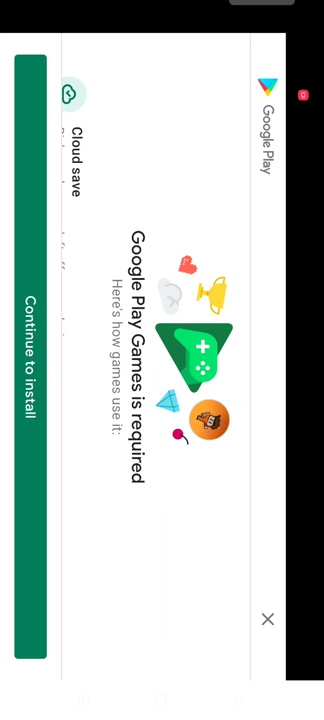 Google Play
Google Play Games is required
Here's how games use it:
Cloud save
Continue to install